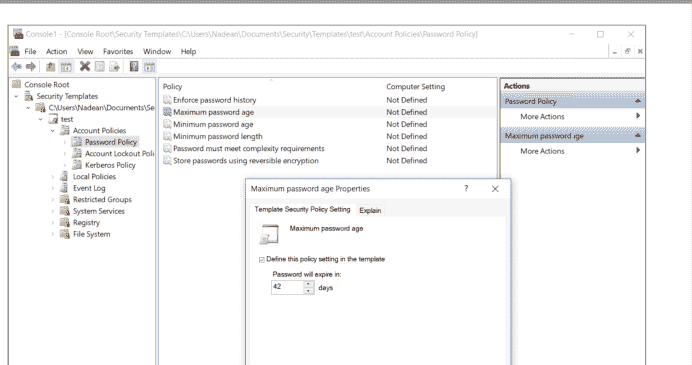 Console1 - [Console Root\Security Templates\C:\Users\Nadean\Documents\Security\Templates\test\Account Policies\Password Policy]
File Action View Favorites Window Help
Console Root
Security Templates
C:\Users\Nadean\Documents\Se
test
Account Policies
Password Policy
Account Lockout Poli
Kerberos Policy
Local Policies
Event Log
Restricted Groups
System Services
Registry
File System
Policy Computer Setting
Enforce password history Not Defined
Maximum password age Not Defined
Minimum password age Not Defined
Minimum password length Not Defined
Password must meet complexity requirements Not Defined
Store passwords using reversible encryption Not Defined
Actions
Password Policy
More Actions
Maximum password age
More Actions
Maximum password age Properties
Template Security Policy Setting Explain
Maximum password age
Define this policy setting in the template
Password will expire in:
42 days